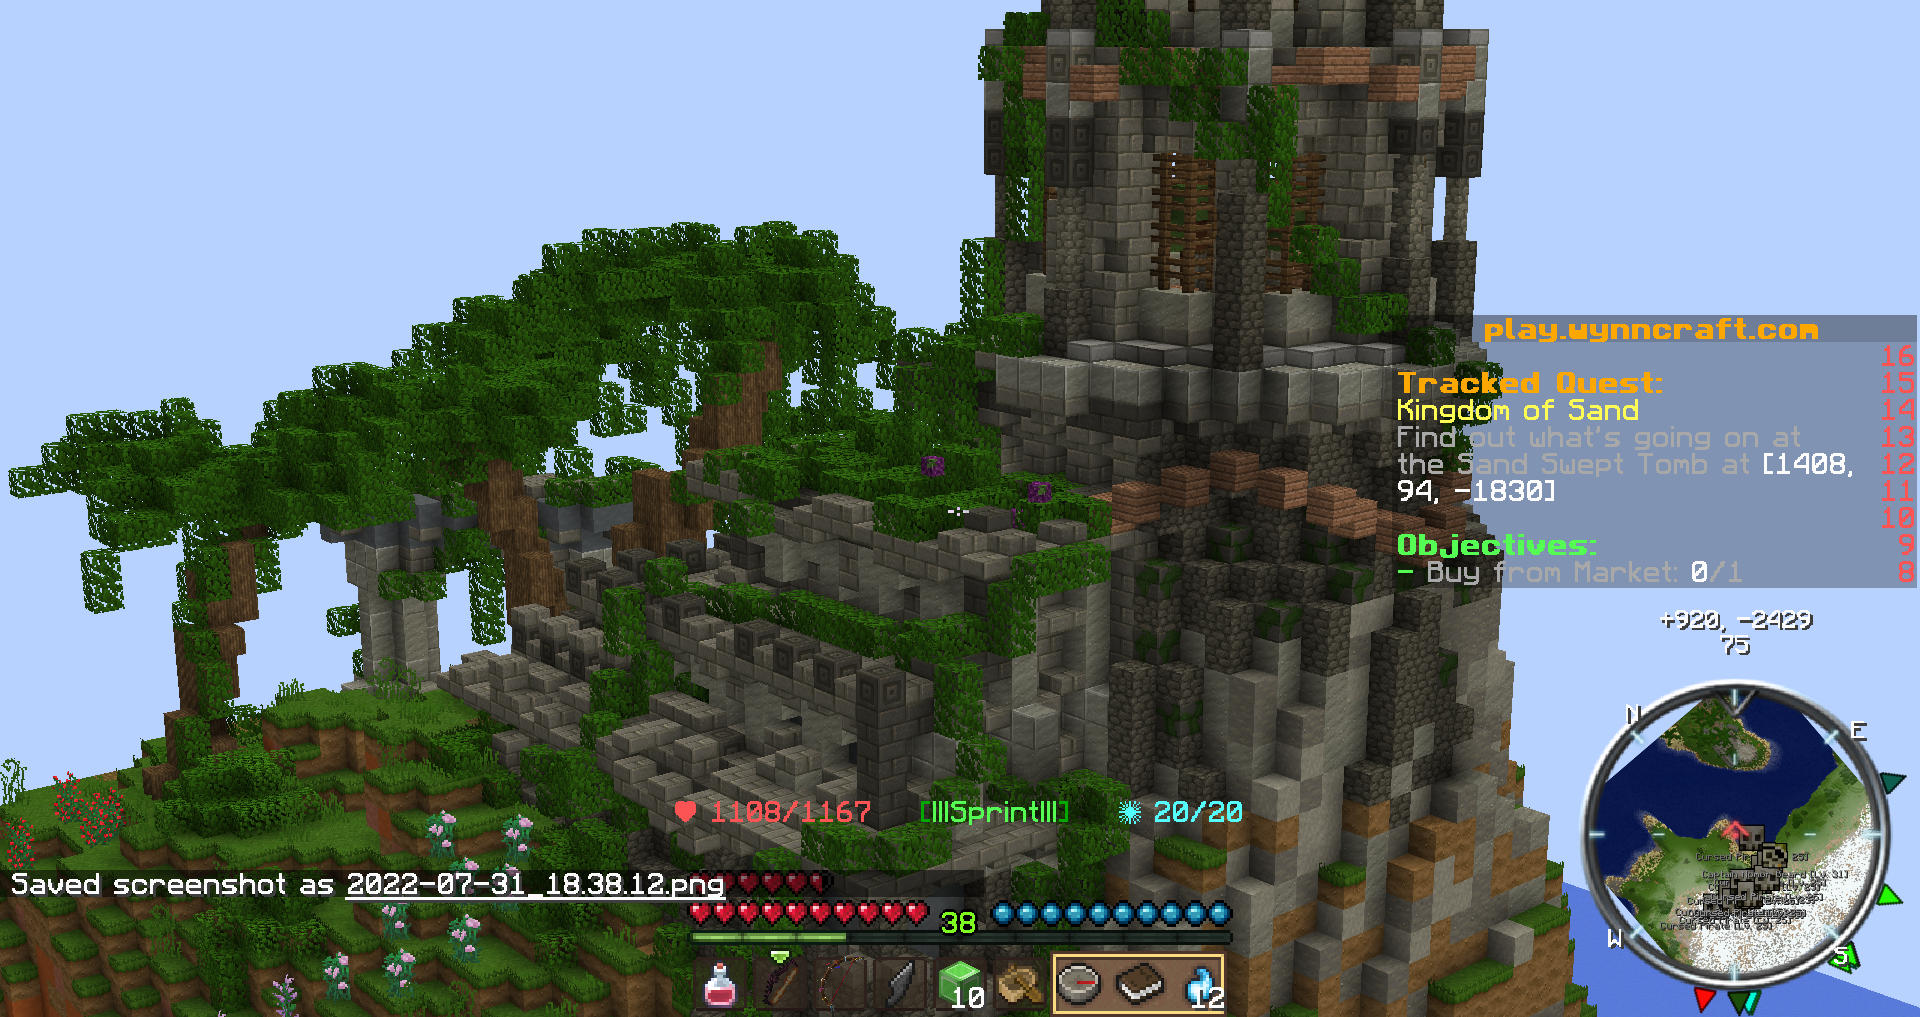 play.wynncraft.com
16
Tracked Quest: 15
Kingdom of Sand 14
Find out what's going on at 13
the Sand Swept Tomb at [1408, 12
94, -1830] 11
10
Objectives: 9
- Buy from Market: 0/1 8
+920, -2429
75
N
E
1108/1167 [|||Sprint|||] 20/20
Saved screenshot as 2022-07-31_18.38.12.png
38
W
S
10
12